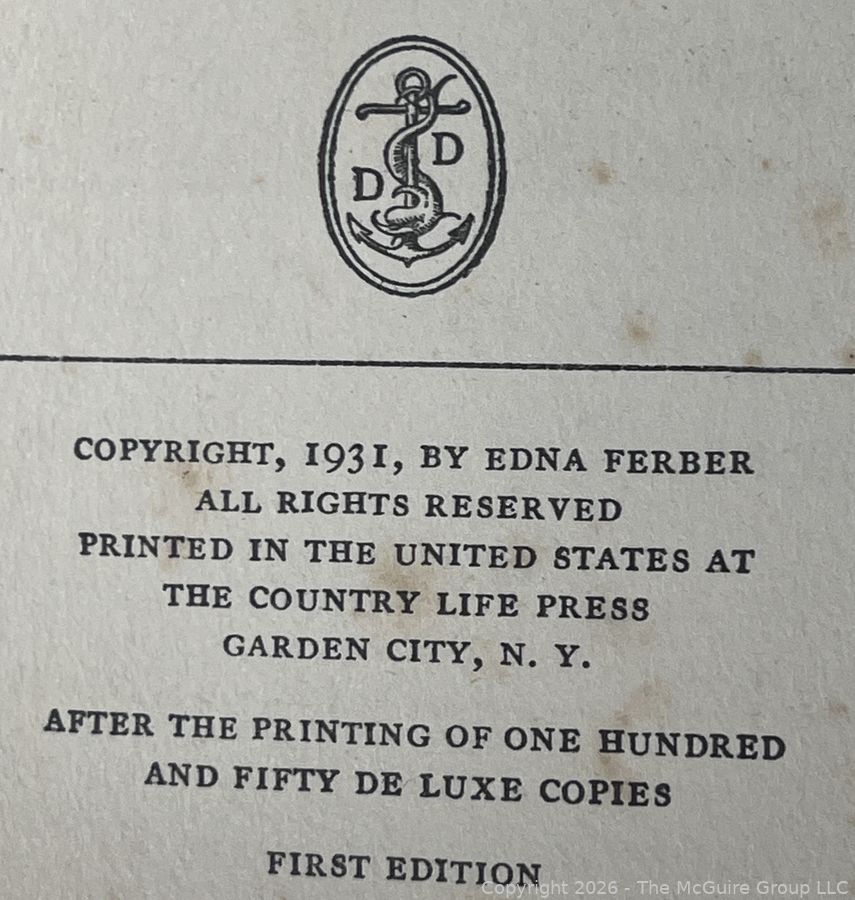 D D
COPYRIGHT, 1931, BY EDNA FERBER
ALL RIGHTS RESERVED
PRINTED IN THE UNITED STATES AT
THE COUNTRY LIFE PRESS
GARDEN CITY, N. Y.
AFTER THE PRINTING OF ONE HUNDRED
AND FIFTY DE LUXE COPIES
FIRST EDITION
Copyright 2026 - The McGuire Group LLC